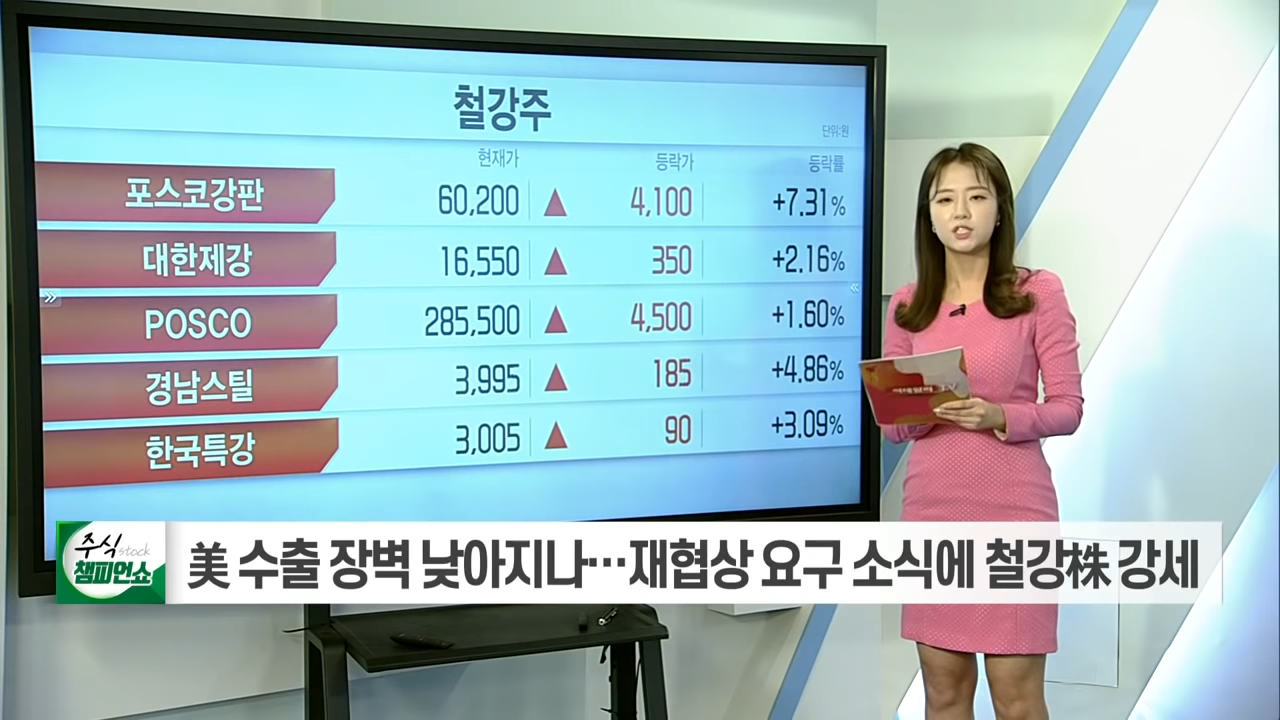 철강주
단위:원
현재가 등락가 등락률
포스코강판 60,200 ▲ 4,100 +7.31%
대한제강 16,550 ▲ 350 +2.16%
POSCO 285,500 ▲ 4,500 +1.60%
경남스틸 3,995 ▲ 185 +4.86%
한국특강 3,005 ▲ 90 +3.09%
주식 stock
챔피언쇼
美 수출 장벽 낮아지나…재협상 요구 소식에 철강株 강세